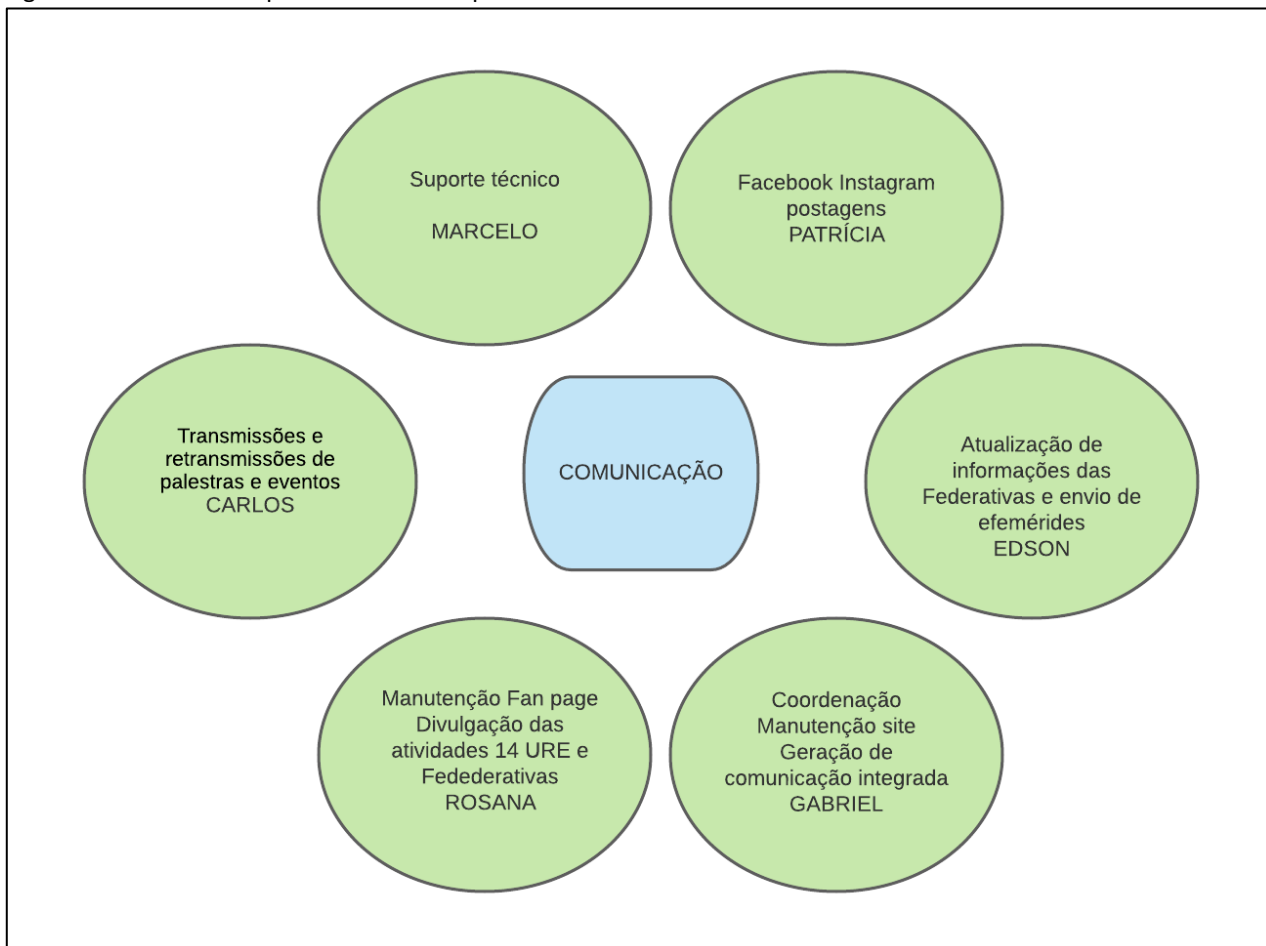 Suporte técnico
MARCELO
Facebook Instagram
postagens
PATRÍCIA
Transmissões e
retransmissões de
palestras e eventos
CARLOS
COMUNICAÇÃO
Atualização de
informações das
Federativas e envio de
efemérides
EDSON
Manutenção Fan page
Divulgação das
atividades 14 URE e
Fedederativas
ROSANA
Coordenação
Manutenção site
Geração de
comunicação integrada
GABRIEL